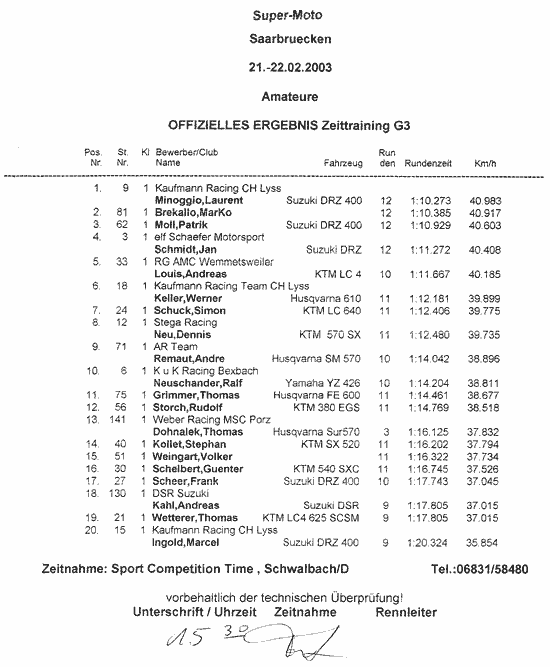 Super-Moto
Saarbruecken
21.-22.02.2003
Amateure
OFFIZIELLES ERGEBNIS Zeittraining G3
Pos. St. Kl Bewerber/Club Run
Nr. Nr. Name Fahrzeug den Rundenzeit Km/h
1. 9 1 Kaufmann Racing CH Lyss
Minoggio,Laurent Suzuki DRZ 400 12 1:10.273 40.983
2. 81 1 Brekallo,MarKo 12 1:10.385 40.917
3. 62 1 Moll,Patrik Suzuki DRZ 400 12 1:10.929 40.603
4. 3 1 elf Schaefer Motorsport
Schmidt,Jan Suzuki DRZ 12 1:11.272 40.408
5. 33 1 RG AMC Wemmetsweiler
Louis,Andreas KTM LC 4 10 1:11.667 40.185
6. 18 1 Kaufmann Racing Team CH Lyss
Keller,Werner Husqvarna 610 11 1:12.181 39.899
7. 24 1 Schuck,Simon KTM LC 640 11 1:12.406 39.775
8. 12 1 Stega Racing
Neu,Dennis KTM 570 SX 11 1:12.480 39.735
9. 71 1 AR Team
Remaut,Andre Husqvarna SM 570 10 1:14.042 38.896
10. 6 1 K u K Racing Bexbach
Neuschander,Ralf Yamaha YZ 426 10 1:14.204 38.811
11. 75 1 Grimmer,Thomas Husqvarna FE 600 11 1:14.461 38.677
12. 56 1 Storch,Rudolf KTM 380 EGS 11 1:14.769 38.518
13. 141 1 Weber Racing MSC Porz
Dohnalek,Thomas Husqvarna Sur570 3 1:16.125 37.832
14. 40 1 Kollet,Stephan KTM SX 520 11 1:16.202 37.794
15. 51 1 Weingart,Volker 11 1:16.322 37.734
16. 30 1 Scheibert,Guenter KTM 540 SXC 11 1:16.745 37.526
17. 27 1 Scheer,Frank Suzuki DRZ 400 10 1:17.743 37.045
18. 130 1 DSR Suzuki
Kahl,Andreas Suzuki DSR 9 1:17.805 37.015
19. 21 1 Wetterer,Thomas KTM LC4 625 SCSM 9 1:17.805 37.015
20. 15 1 Kaufmann Racing CH Lyss
Ingold,Marcel Suzuki DRZ 400 9 1:20.324 35.854
Zeitnahme: Sport Competition Time , Schwalbach/D Tel.:06831/58480
vorbehaltlich der technischen Überprüfung!
Unterschrift / Uhrzeit Zeitnahme Rennleiter
15 30